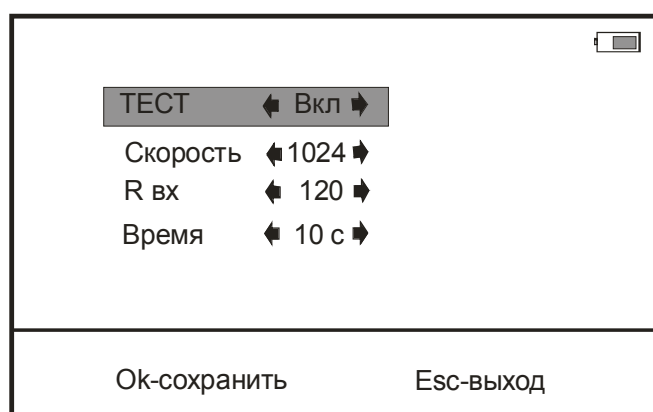 ТЕСТ Вкл
Скорость 1024
R вх 120
Время 10 с
Ok-сохранить Esc-выход